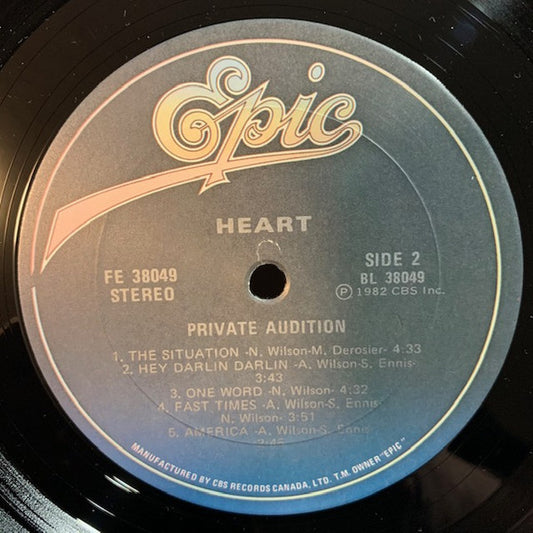 Epic
HEART
FE 38049
STEREO
SIDE 2
BL 38049
Ⓟ 1982 CBS Inc.
PRIVATE AUDITION
1. THE SITUATION -N. Wilson-M. Derosier- 4:33
2. HEY DARLIN DARLIN -A. Wilson-S. Ennis-
3:43
3. ONE WORD -N. Wilson- 4:32
4. FAST TIMES -A. Wilson-S. Ennis-
N. Wilson- 3:51
5. AMERICA -A. Wilson-S. Ennis-
MANUFACTURED BY CBS RECORDS CANADA, LTD. T.M. OWNER "EPIC"